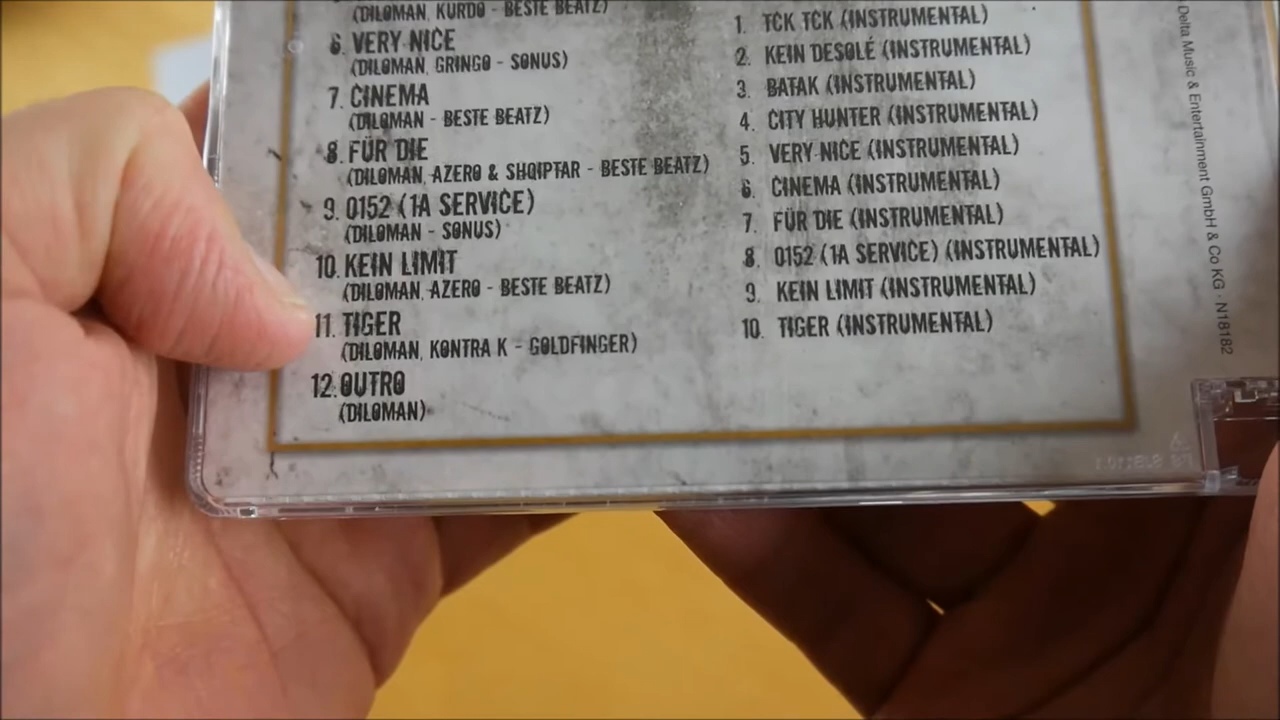 (DILOMAN, KURDO - BESTE BEATZ)
6. VERY NICE
(DILOMAN, GRINGO - SONUS)
7. CINEMA
(DILOMAN - BESTE BEATZ)
8. FÜR DIE
(DILOMAN, AZERO & SHQIPTAR - BESTE BEATZ)
9. 0152 (1A SERVICE)
(DILOMAN - SONUS)
10. KEIN LIMIT
(DILOMAN, AZERO - BESTE BEATZ)
11. TIGER
(DILOMAN, KONTRA K - GOLDFINGER)
12. OUTRO
(DILOMAN)
1. TCK TCK (INSTRUMENTAL)
2. KEIN DESOLÉ (INSTRUMENTAL)
3. BATAK (INSTRUMENTAL)
4. CITY HUNTER (INSTRUMENTAL)
5. VERY NICE (INSTRUMENTAL)
6. CINEMA (INSTRUMENTAL)
7. FÜR DIE (INSTRUMENTAL)
8. 0152 (1A SERVICE) (INSTRUMENTAL)
9. KEIN LIMIT (INSTRUMENTAL)
10. TIGER (INSTRUMENTAL)
Delta Music & Entertainment GmbH & Co KG · N18182